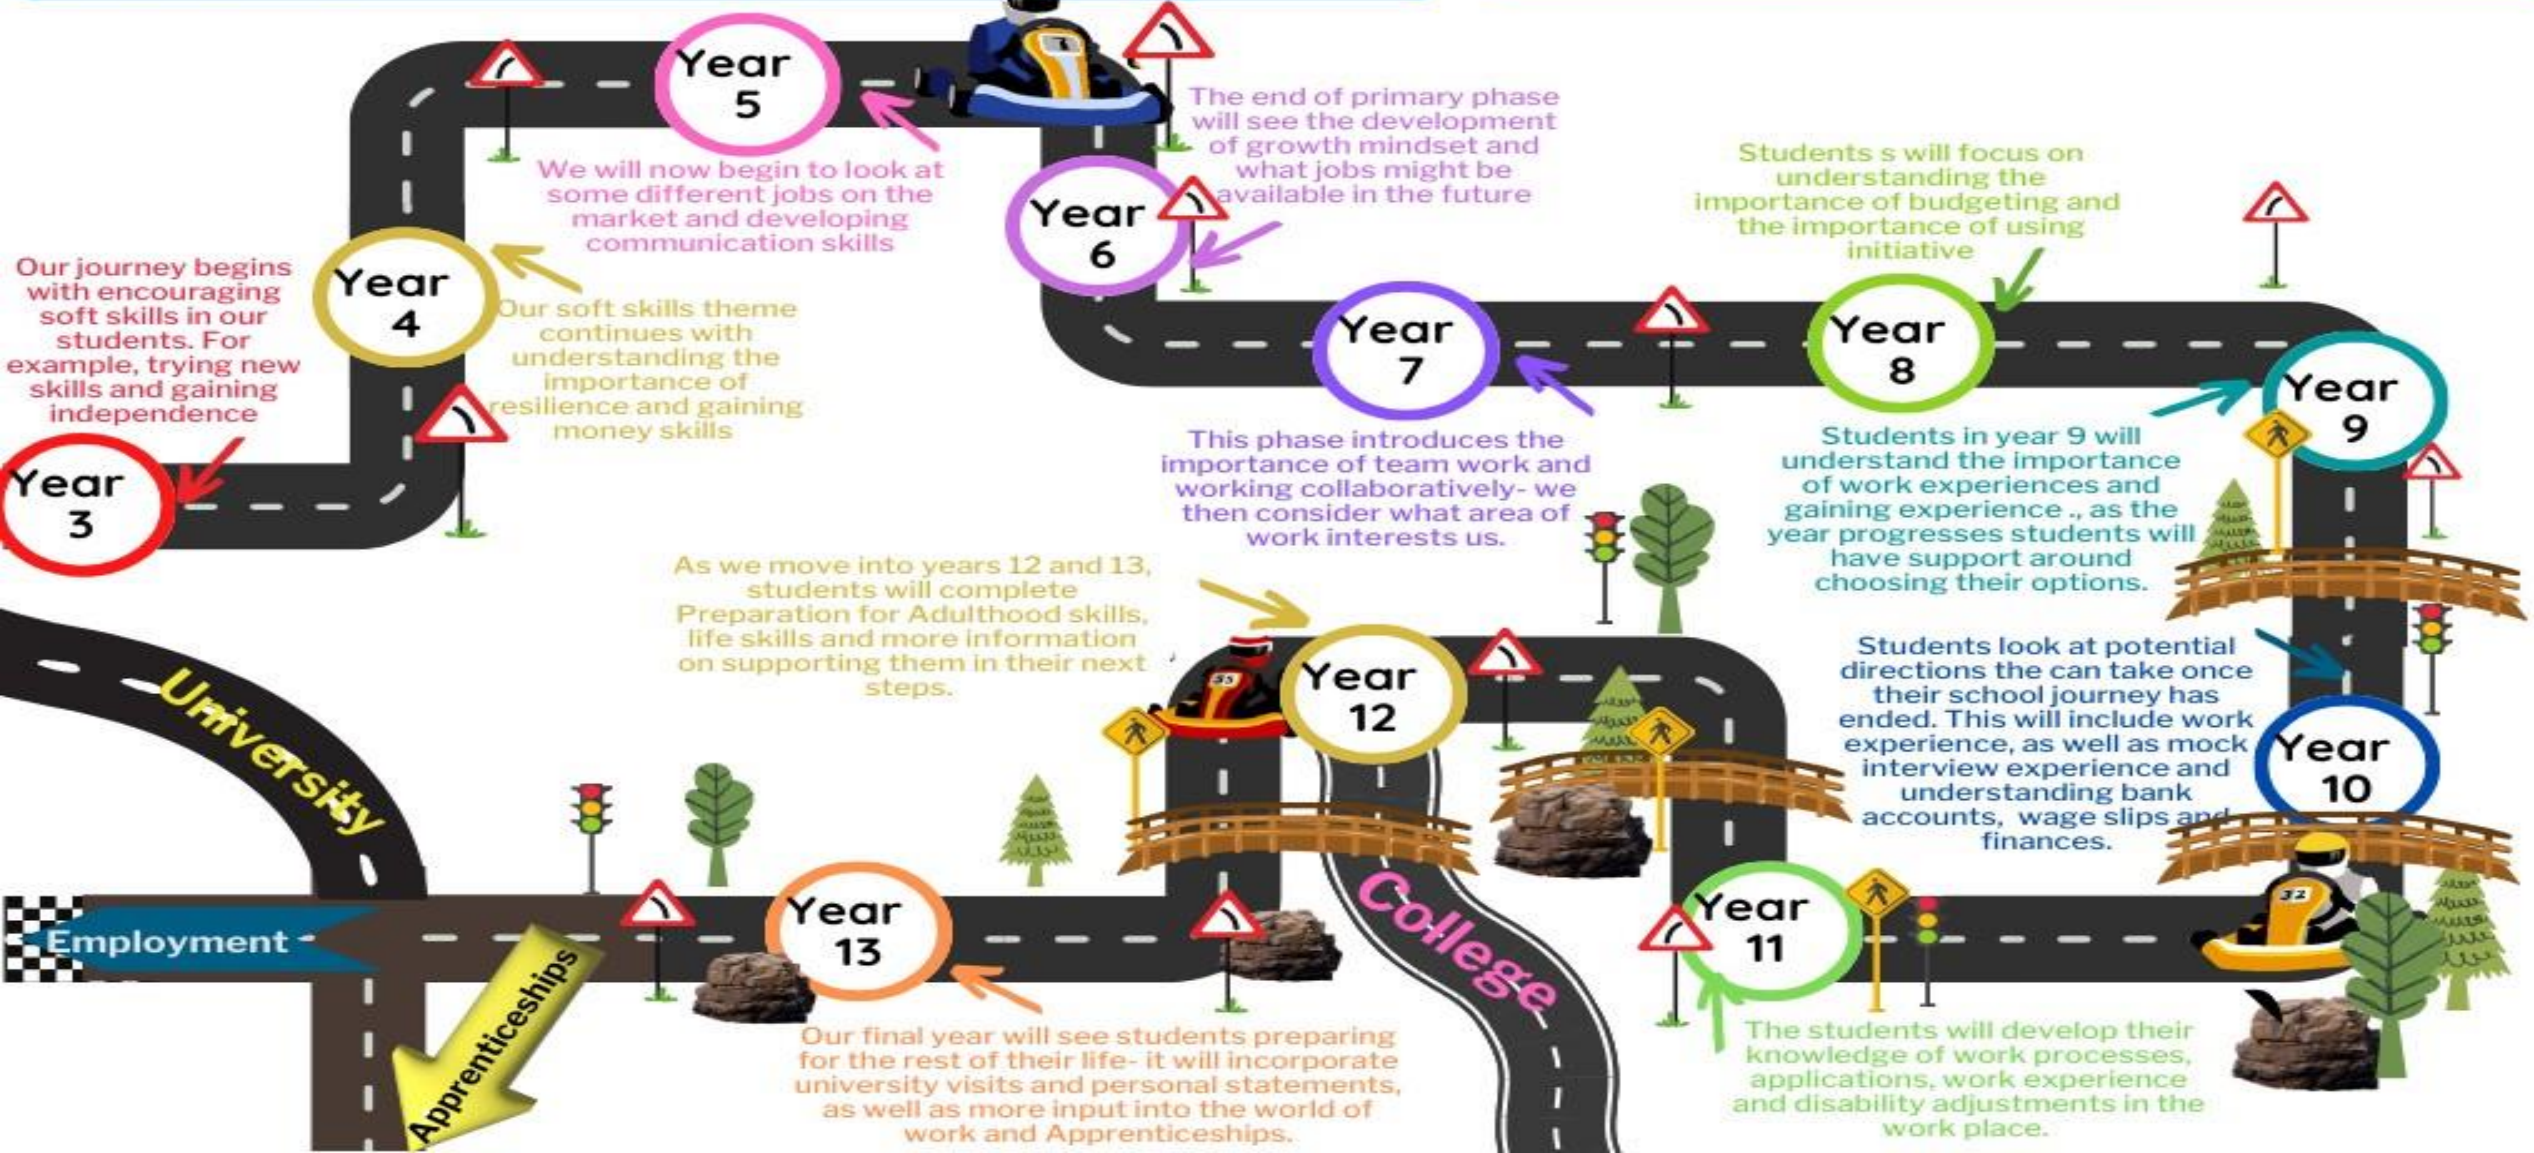 Our journey begins
with encouraging
soft skills in our
students. For
example, trying new
skills and gaining
independence
Year
3
Year
4
Our soft skills theme
continues with
understanding the
importance of
resilience and gaining
money skills
Year
5
We will now begin to look at
some different jobs on the
market and developing
communication skills
7
The end of primary phase
will see the development
of growth mindset and
what jobs might be
available in the future
Year
6
Year
7
This phase introduces the
importance of team work and
working collaboratively- we
then consider what area of
work interests us.
Students s will focus on
understanding the
importance of budgeting and
the importance of using
initiative
Year
8
Year
9
Students in year 9 will
understand the importance
of work experiences and
gaining experience ., as the
year progresses students will
have support around
choosing their options.
Students look at potential
directions the can take once
their school journey has
ended. This will include work
experience, as well as mock
interview experience and
understanding bank
accounts, wage slips and
finances.
Year
10
32
Year
11
The students will develop their
knowledge of work processes,
applications, work experience
and disability adjustments in the
work place.
As we move into years 12 and 13,
students will complete
Preparation for Adulthood skills,
life skills and more information
on supporting them in their next
steps.
55
Year
12
College
Year
13
Our final year will see students preparing
for the rest of their life- it will incorporate
university visits and personal statements,
as well as more input into the world of
work and Apprenticeships.
University
Apprenticeships
Employment